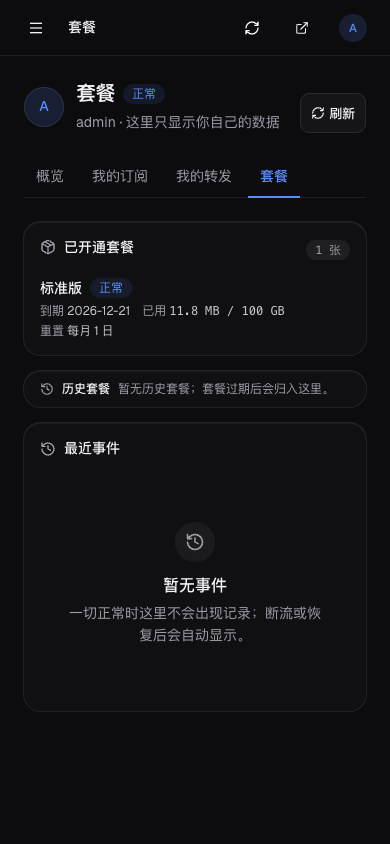 套餐
A
A
套餐 正常
admin · 这里只显示你自己的数据
刷新
概览 我的订阅 我的转发 套餐
已开通套餐
1 张
标准版 正常
到期 2026-12-21 已用 11.8 MB / 100 GB
重置 每月 1 日
历史套餐 暂无历史套餐；套餐过期后会归入这里。
最近事件
暂无事件
一切正常时这里不会出现记录；断流或恢
复后会自动显示。